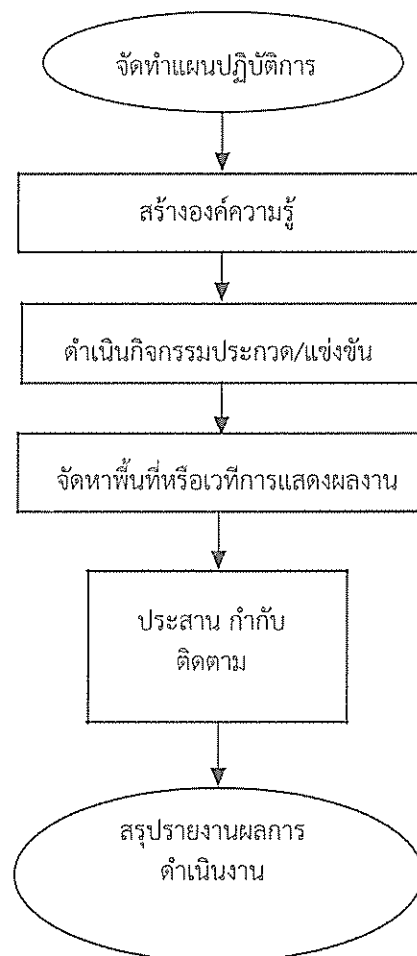 จัดทำแผนปฏิบัติการ
สร้างองค์ความรู้
ดำเนินกิจกรรมประกวด/แข่งขัน
จัดหาพื้นที่หรือเวทีการแสดงผลงาน
ประสาน กำกับ
ติดตาม
สรุปรายงานผลการ
ดำเนินงาน